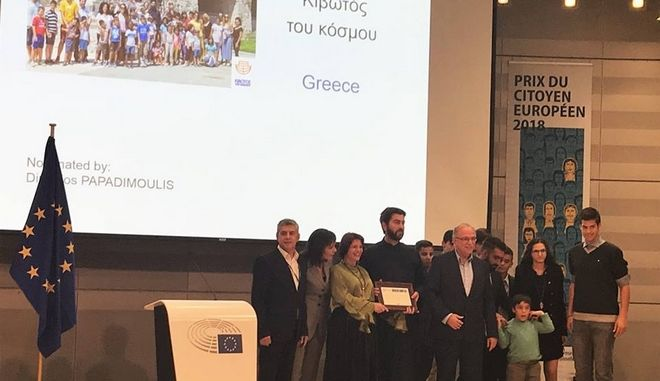 Κιβωτός
του κόσμου
Greece
Nominated by:
PAPADIMOULIS
PRIX DU
CITOYEN
EUROPÉEN
2018